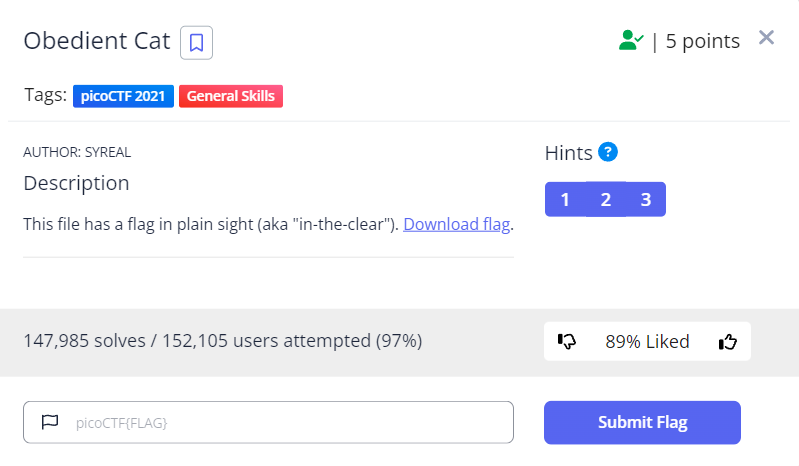 Obedient Cat
| 5 points
Tags: picoCTF 2021 General Skills
AUTHOR: SYREAL
Description
This file has a flag in plain sight (aka "in-the-clear"). Download flag.
Hints ?
1 2 3
147,985 solves / 152,105 users attempted (97%)
89% Liked
picoCTF{FLAG}
Submit Flag